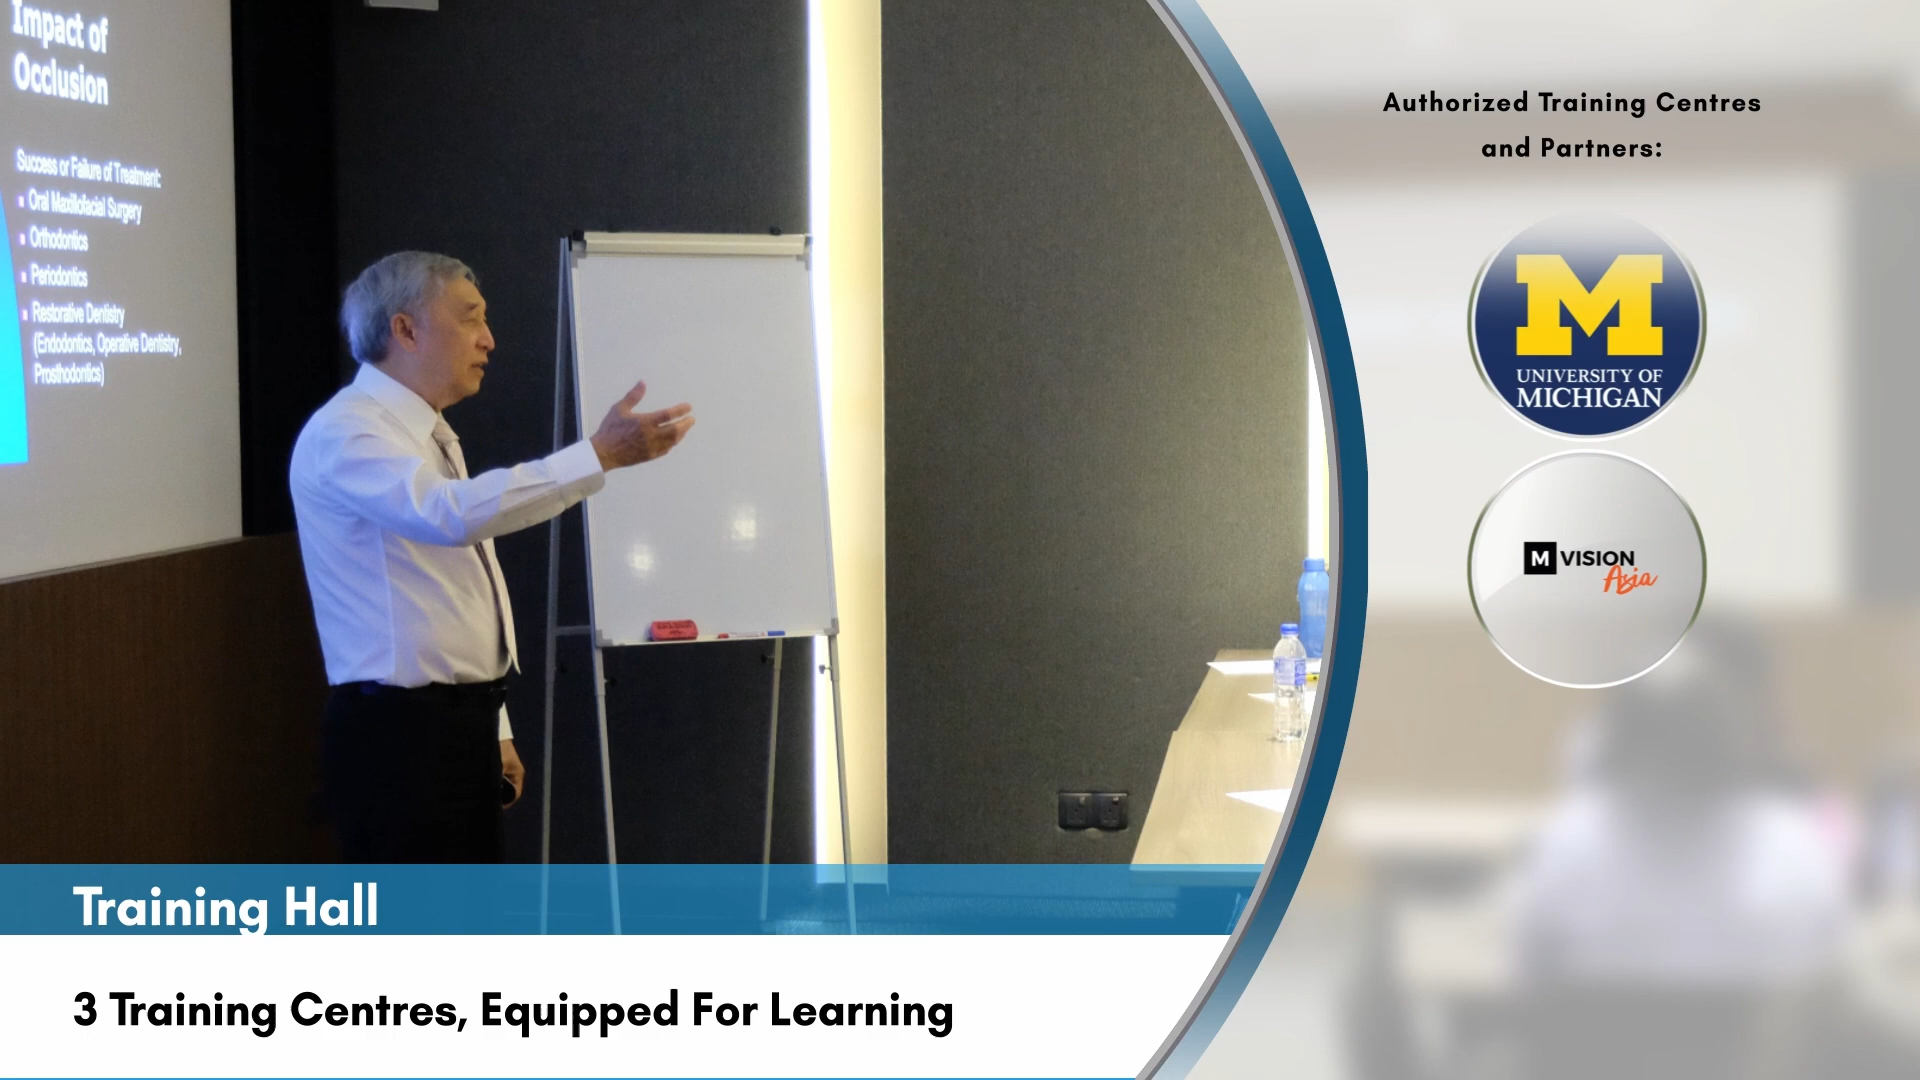 Impact of
Occlusion
Success or Failure of Treatment:
Oral Maxillofacial Surgery
Orthodontics
Periodontics
Restorative Dentistry
(Endodontics, Operative Dentistry,
Prosthodontics)
Authorized Training Centres
and Partners:
M
UNIVERSITY OF
MICHIGAN
M VISION
Asia
Training Hall
3 Training Centres, Equipped For Learning